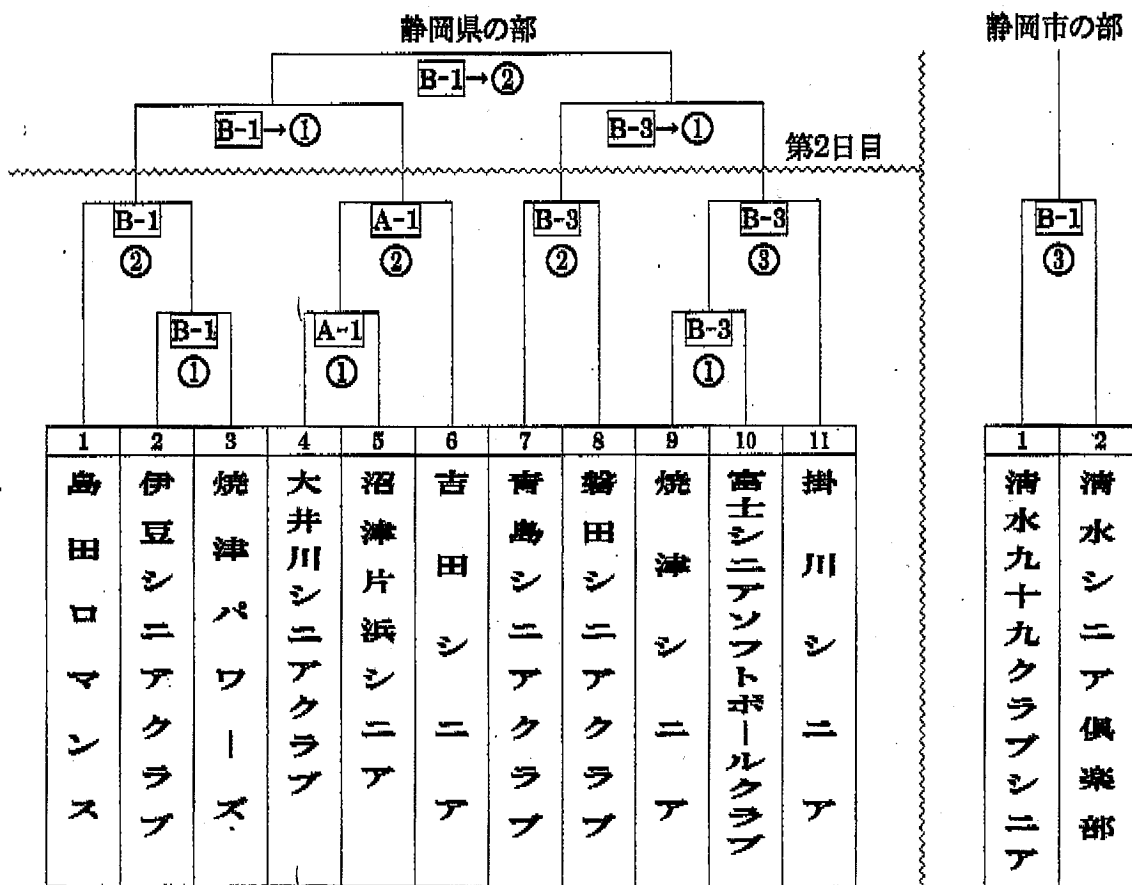 静岡県の部
静岡市の部
B-1→②
B-1→①
B-3→①
第2日目
B-1
②
A-1
②
B-3
②
B-3
③
B-1
③
B-1
①
A-1
①
B-3
①
1 2 3 4 5 6 7 8 9 10 11
島田ロマンス
伊豆シニアクラブ
焼津パワーズ
大井川シニアクラブ
沼津片浜シニア
吉田シニア
青島シニアクラブ
磐田シニアクラブ
焼津シニア
富士シニアソフトボールクラブ
掛川シニア
1 2
清水九十九クラブシニア
清水シニア倶楽部